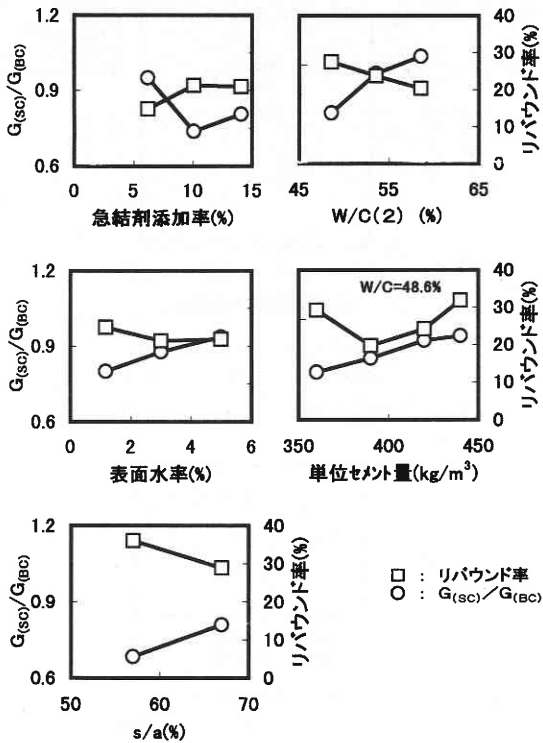 1.2
0.9
0.6
G(SC)/G(BC)
0 5 10 15
急結剤添加率(%)
40
30
20
10
0
リバウンド率(%)
45 55 65
W/C(2) (%)
1.2
0.9
0.6
G(SC)/G(BC)
0 2 4 6
表面水率(%)
W/C=48.6%
40
30
20
10
0
リバウンド率(%)
350 400 450
単位セメント量(kg/m³)
1.2
0.9
0.6
G(SC)/G(BC)
40
30
20
10
0
リバウンド率(%)
50 60 70
s/a(%)
□ : リバウンド率
○ : G(SC)/G(BC)